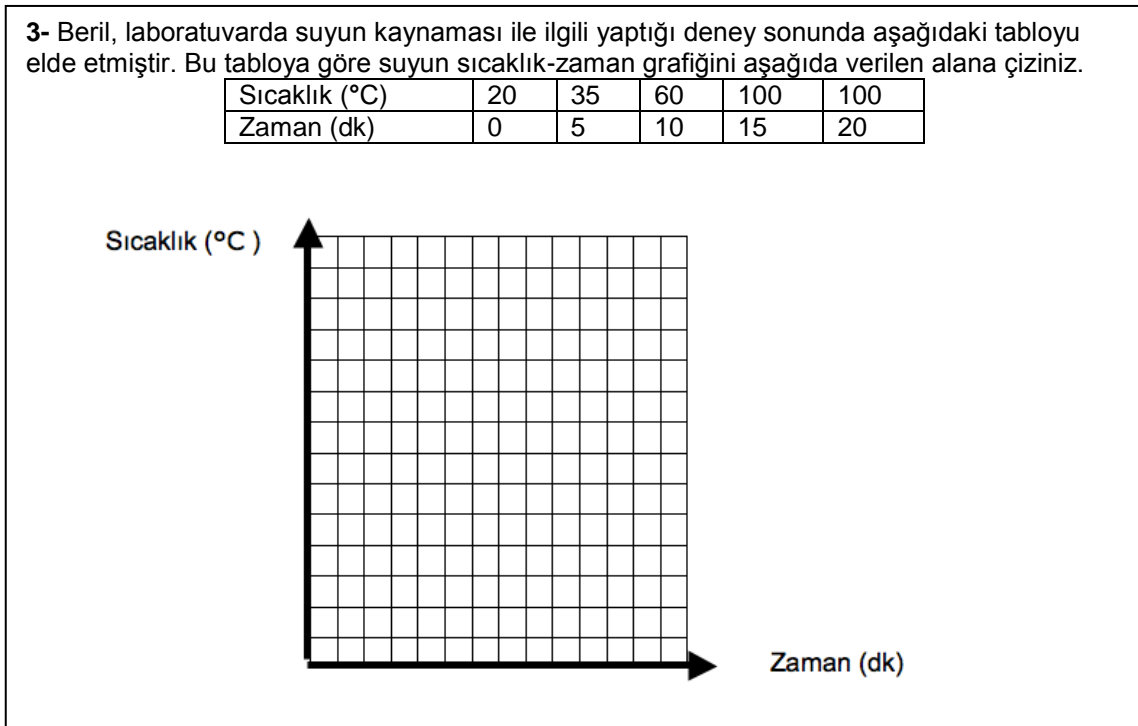 3- Beril, laboratuvarda suyun kaynaması ile ilgili yaptığı deney sonunda aşağıdaki tabloyu
elde etmiştir. Bu tabloya göre suyun sıcaklık-zaman grafiğini aşağıda verilen alana çiziniz.
Sıcaklık (°C) 20 35 60 100 100
Zaman (dk) 0 5 10 15 20
Sıcaklık (°C )
Zaman (dk)